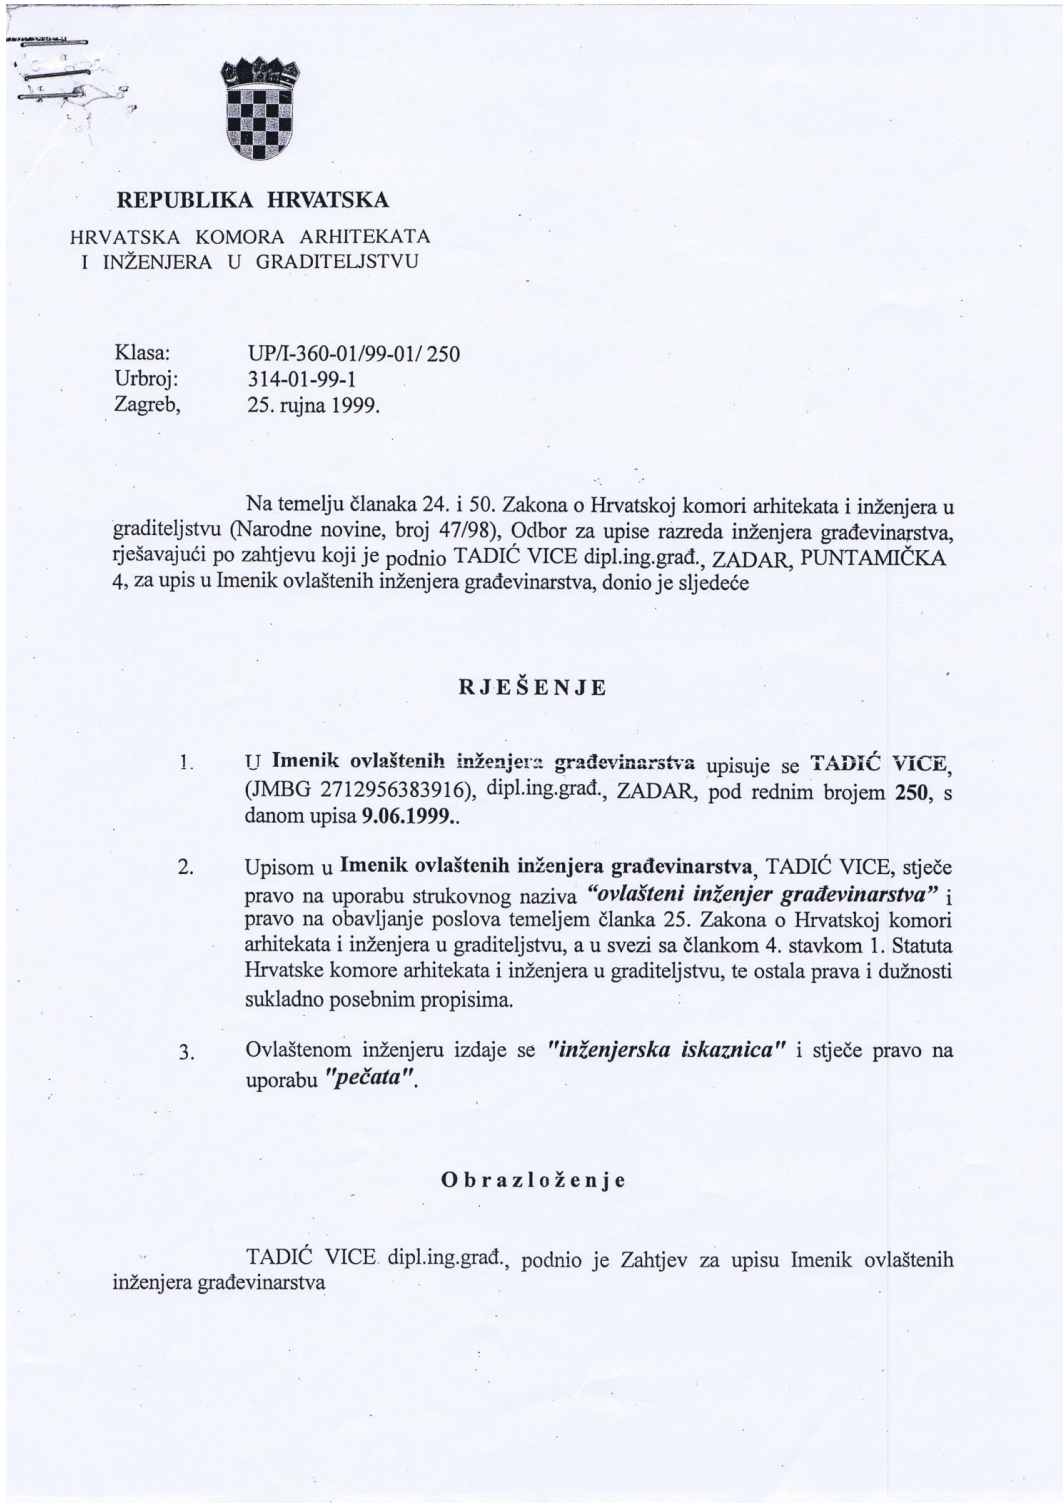 REPUBLIKA HRVATSKA
HRVATSKA KOMORA ARHITEKATA
I INŽENJERA U GRADITELJSTVU
Klasa: UP/I-360-01/99-01/ 250
Urbroj: 314-01-99-1
Zagreb, 25. rujna 1999.
Na temelju članaka 24. i 50. Zakona o Hrvatskoj komori arhitekata i inženjera u
graditeljstvu (Narodne novine, broj 47/98), Odbor za upise razreda inženjera građevinarstva,
rješavajući po zahtjevu koji je podnio TADIĆ VICE dipl.ing.građ., ZADAR, PUNTAMIČKA
4, za upis u Imenik ovlaštenih inženjera građevinarstva, donio je sljedeće
RJEŠENJE
1. U Imenik ovlaštenih inženjera građevinarstva upisuje se TADIĆ VICE,
(JMBG 2712956383916), dipl.ing.građ., ZADAR, pod rednim brojem 250, s
danom upisa 9.06.1999..
2. Upisom u Imenik ovlaštenih inženjera građevinarstva, TADIĆ VICE, stječe
pravo na uporabu strukovnog naziva “ovlašteni inženjer građevinarstva” i
pravo na obavljanje poslova temeljem članka 25. Zakona o Hrvatskoj komori
arhitekata i inženjera u graditeljstvu, a u svezi sa člankom 4. stavkom 1. Statuta
Hrvatske komore arhitekata i inženjera u graditeljstvu, te ostala prava i dužnosti
sukladno posebnim propisima.
3. Ovlaštenom inženjeru izdaje se "inženjerska iskaznica" i stječe pravo na
uporabu "pečata".
Obrazloženje
TADIĆ VICE dipl.ing.građ., podnio je Zahtjev za upisu Imenik ovlaštenih
inženjera građevinarstva